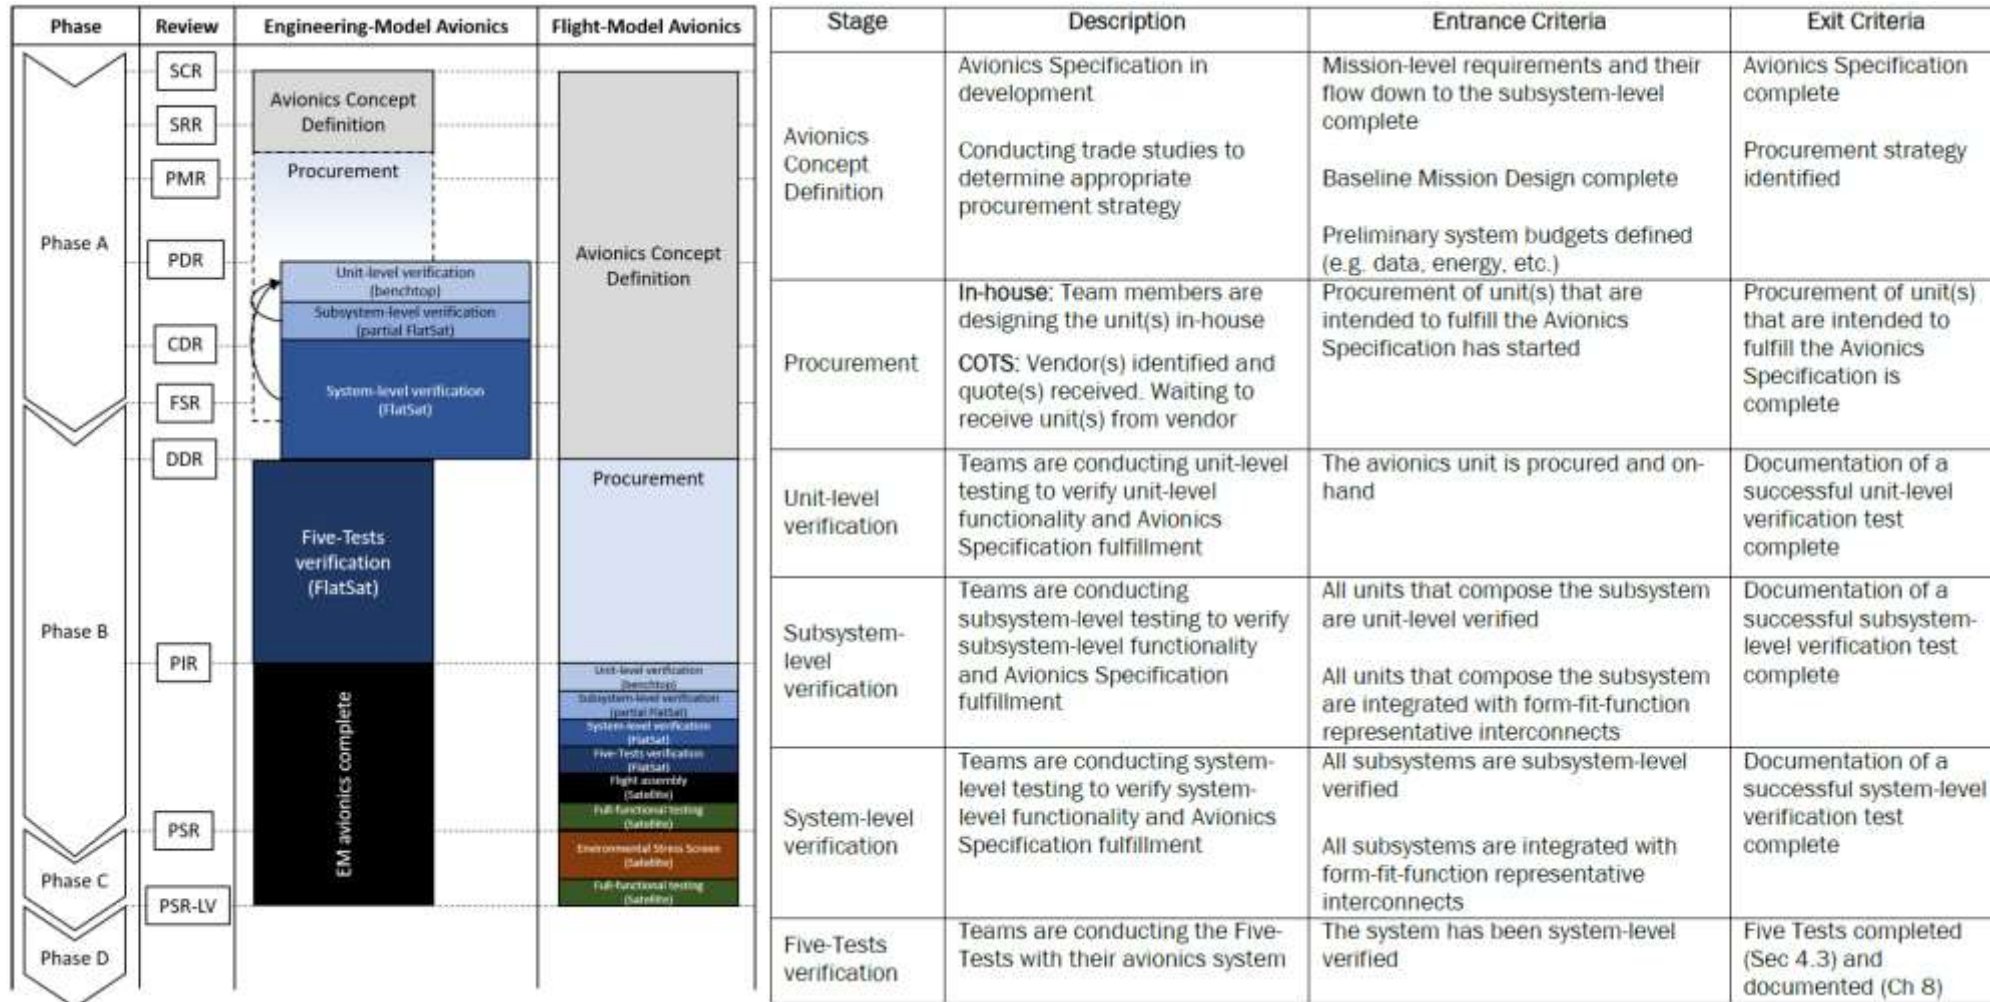 Phase
Review
Engineering-Model Avionics
Flight-Model Avionics
Phase A
Phase B
Phase C
Phase D
SCR
SRR
PMR
PDR
CDR
FSR
DDR
PIR
PSR
PSR-LV
Avionics Concept
Definition
Procurement
Unit-level verification
(benchtop)
Subsystem-level verification
(partial FlatSat)
System-level verification
(FlatSat)
Five-Tests
verification
(FlatSat)
EM avionics complete
Avionics Concept
Definition
Procurement
Unit-level verification
(benchtop)
Subsystem-level verification
(partial FlatSat)
System-level verification
(FlatSat)
Five-Tests verification
(FlatSat)
Flight assembly
(Satellite)
Full-functional testing
(Satellite)
Environmental Stress Screen
(Satellite)
Full-functional testing
(Satellite)
Stage
Description
Entrance Criteria
Exit Criteria
Avionics
Concept
Definition
Avionics Specification in
development
Conducting trade studies to
determine appropriate
procurement strategy
Mission-level requirements and their
flow down to the subsystem-level
complete
Baseline Mission Design complete
Preliminary system budgets defined
(e.g. data, energy, etc.)
Avionics Specification
complete
Procurement strategy
identified
Procurement
In-house: Team members are
designing the unit(s) in-house
COTS: Vendor(s) identified and
quote(s) received. Waiting to
receive unit(s) from vendor
Procurement of unit(s) that are
intended to fulfill the Avionics
Specification has started
Procurement of unit(s)
that are intended to
fulfill the Avionics
Specification is
complete
Unit-level
verification
Teams are conducting unit-level
testing to verify unit-level
functionality and Avionics
Specification fulfillment
The avionics unit is procured and on-
hand
Documentation of a
successful unit-level
verification test
complete
Subsystem-
level
verification
Teams are conducting
subsystem-level testing to verify
subsystem-level functionality
and Avionics Specification
fulfillment
All units that compose the subsystem
are unit-level verified
All units that compose the subsystem
are integrated with form-fit-function
representative interconnects
Documentation of a
successful subsystem-
level verification test
complete
System-level
verification
Teams are conducting system-
level testing to verify system-
level functionality and Avionics
Specification fulfillment
All subsystems are subsystem-level
verified
All subsystems are integrated with
form-fit-function representative
interconnects
Documentation of a
successful system-level
verification test
complete
Five-Tests
verification
Teams are conducting the Five-
Tests with their avionics system
The system has been system-level
verified
Five Tests completed
(Sec 4.3) and
documented (Ch 8)